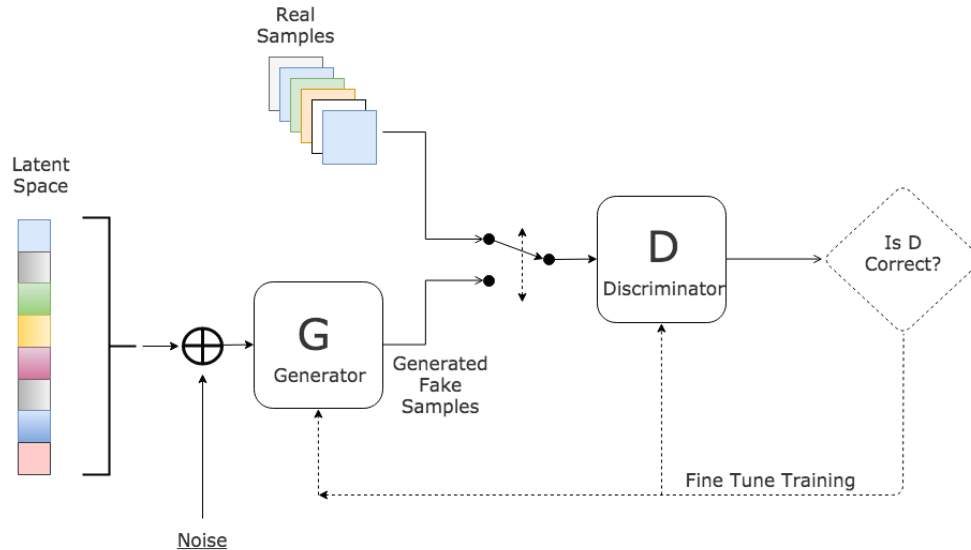 Real
Samples
Latent
Space
D
Discriminator
Is D
Correct?
G
Generator
Generated
Fake
Samples
Fine Tune Training
Noise